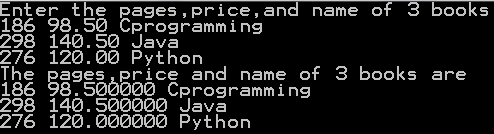 Enter the pages,price,and name of 3 books
186 98.50 Cprogramming
298 140.50 Java
276 120.00 Python
The pages,price and name of 3 books are
186 98.500000 Cprogramming
298 140.500000 Java
276 120.000000 Python